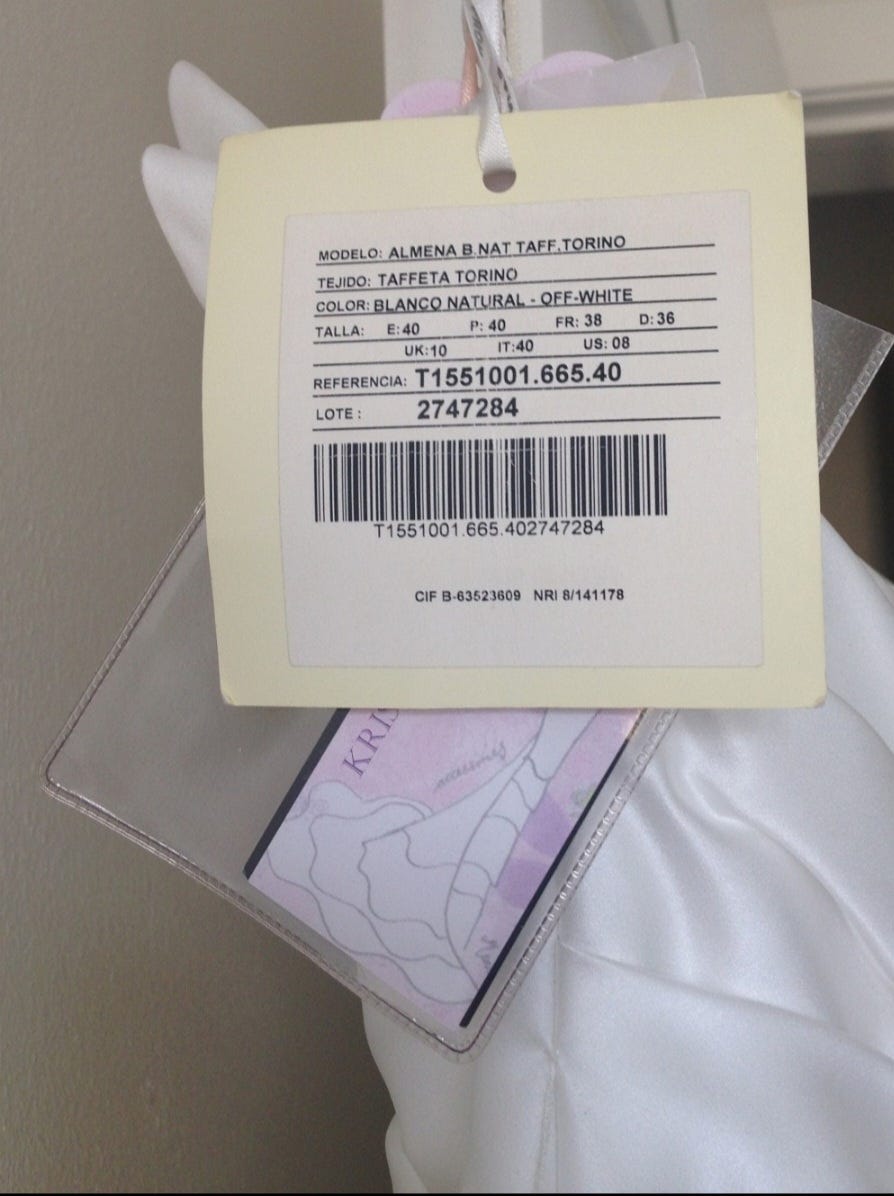 MODELO: ALMENA B.NAT TAFF.TORINO
TEJIDO: TAFFETA TORINO
COLOR: BLANCO NATURAL - OFF-WHITE
TALLA: E: 40 P: 40 FR: 38 D: 36
UK: 10 IT: 40 US: 08
REFERENCIA: T1551001.665.40
LOTE : 2747284
T1551001.665.402747284
CIF B-63523609 NRI 8/141178
KRIS
accessories